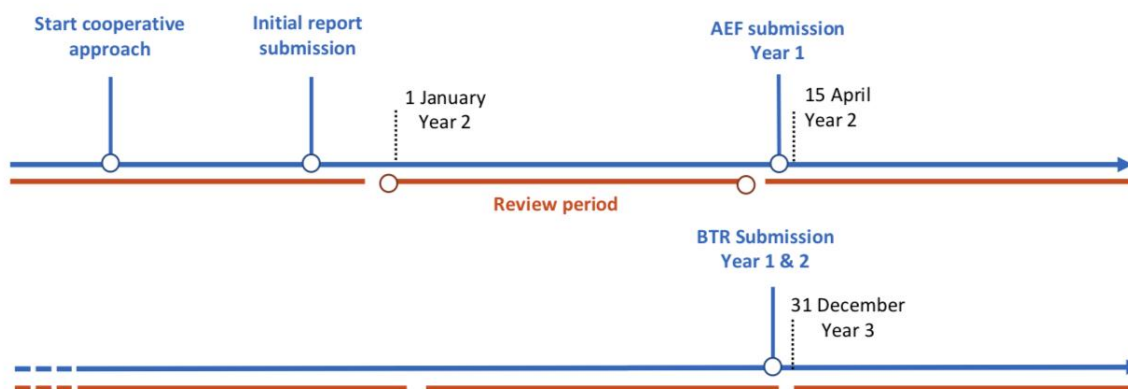 Start cooperative
approach
Initial report
submission
AEF submission
Year 1
1 January
Year 2
15 April
Year 2
Review period
BTR Submission
Year 1 & 2
31 December
Year 3